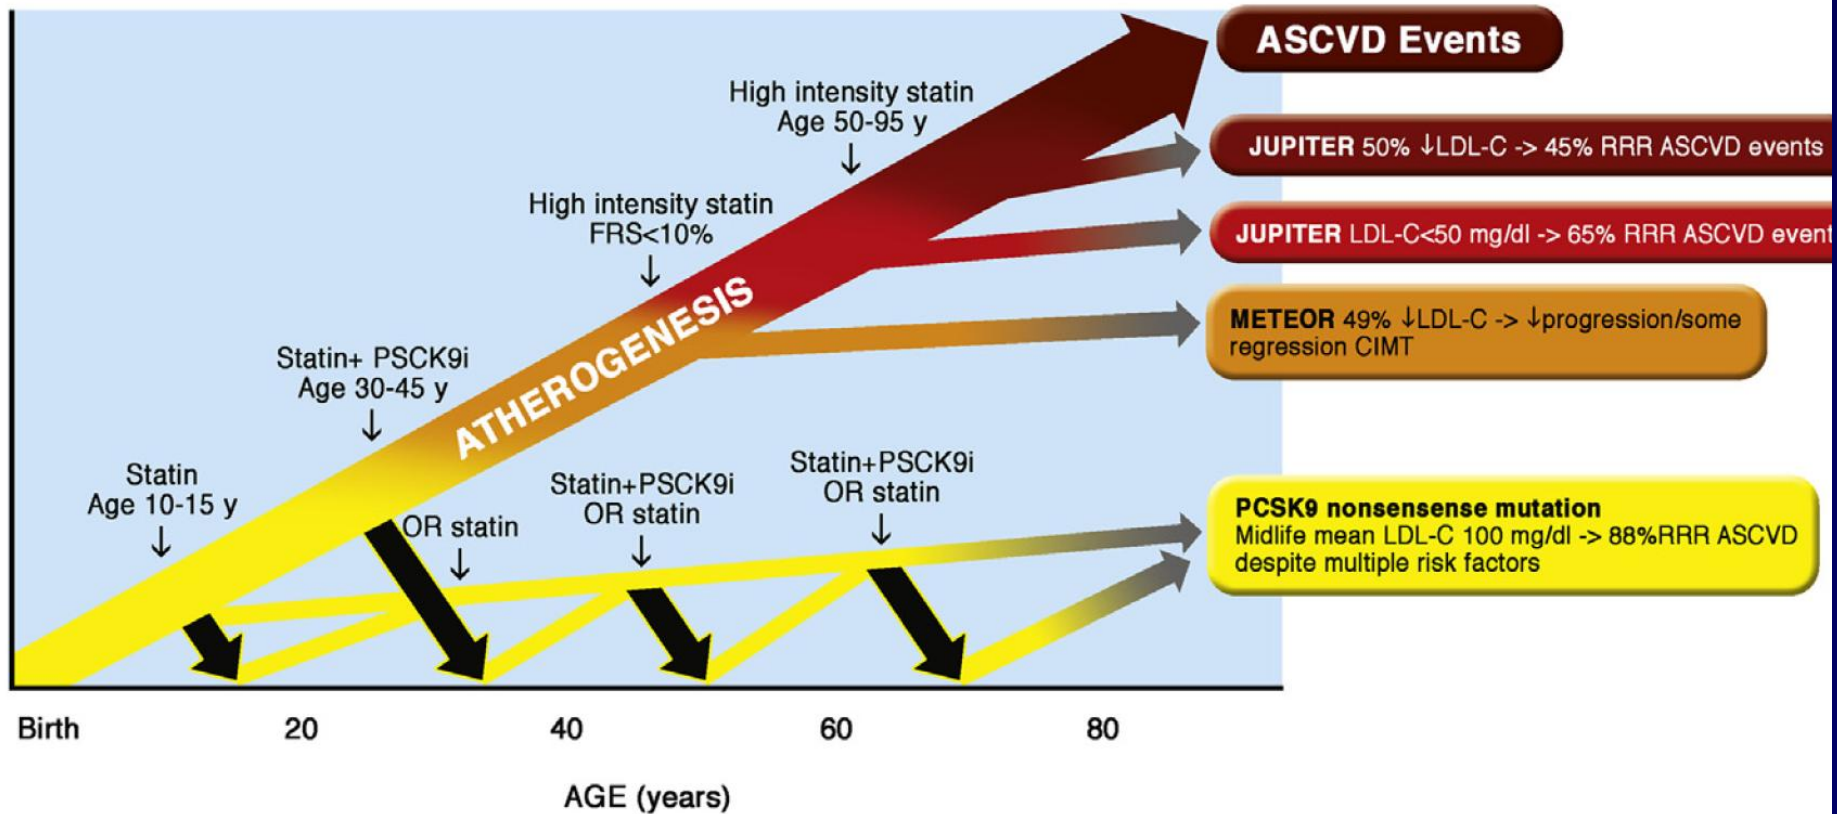 ASCVD Events
High intensity statin
Age 50-95 y
↓
JUPITER 50% ↓LDL-C -> 45% RRR ASCVD events
High intensity statin
FRS<10%
↓
JUPITER LDL-C<50 mg/dl -> 65% RRR ASCVD event
METEOR 49% ↓LDL-C -> ↓progression/some
regression CIMT
ATHEROGENESIS
Statin+ PSCK9i
Age 30-45 y
↓
Statin
Age 10-15 y
↓
OR statin
↓
Statin+PSCK9i
OR statin
↓
Statin+PSCK9i
OR statin
↓
PCSK9 nonsensense mutation
Midlife mean LDL-C 100 mg/dl -> 88%RRR ASCVD
despite multiple risk factors
Birth 20 40 60 80
AGE (years)